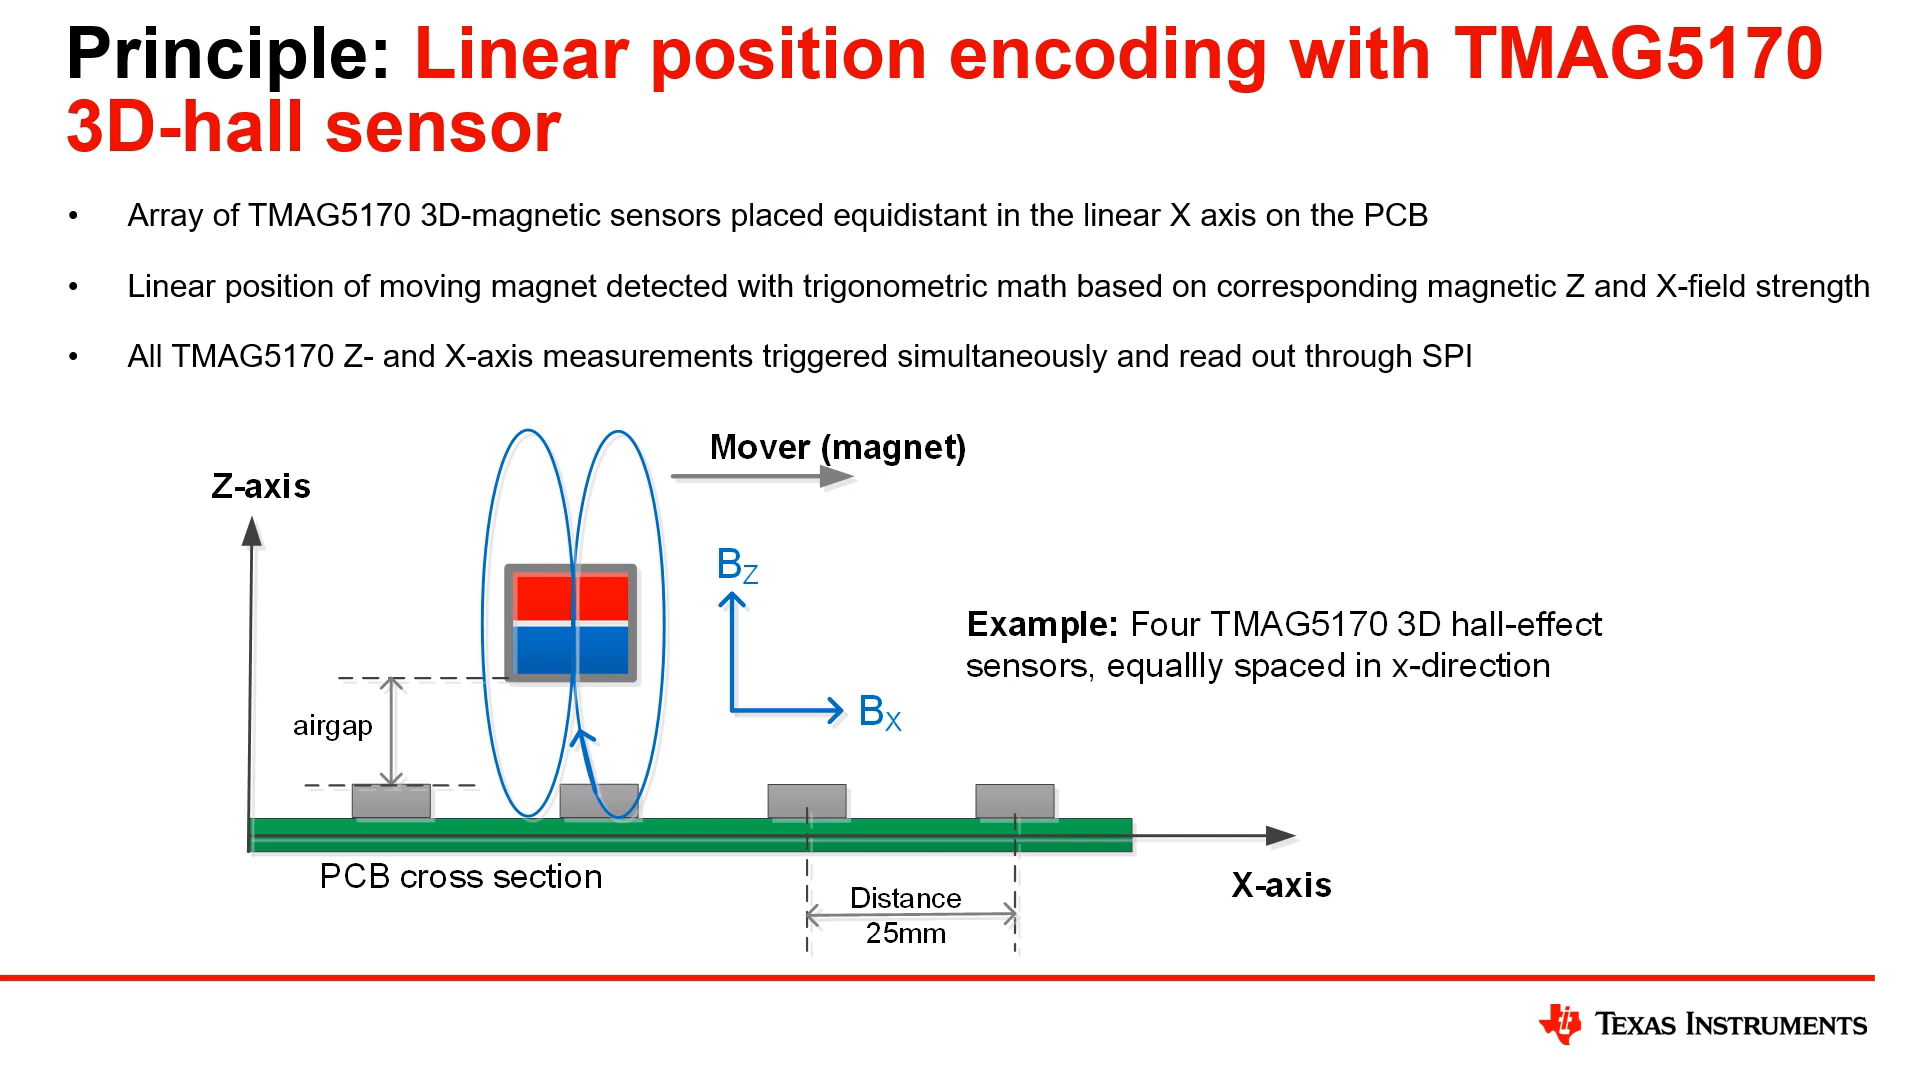 Principle: Linear position encoding with TMAG5170
3D-hall sensor
• Array of TMAG5170 3D-magnetic sensors placed equidistant in the linear X axis on the PCB
• Linear position of moving magnet detected with trigonometric math based on corresponding magnetic Z and X-field strength
• All TMAG5170 Z- and X-axis measurements triggered simultaneously and read out through SPI
Mover (magnet)
Z-axis
BZ
Example: Four TMAG5170 3D hall-effect
sensors, equallly spaced in x-direction
airgap
BX
PCB cross section
X-axis
Distance
25mm
TEXAS INSTRUMENTS